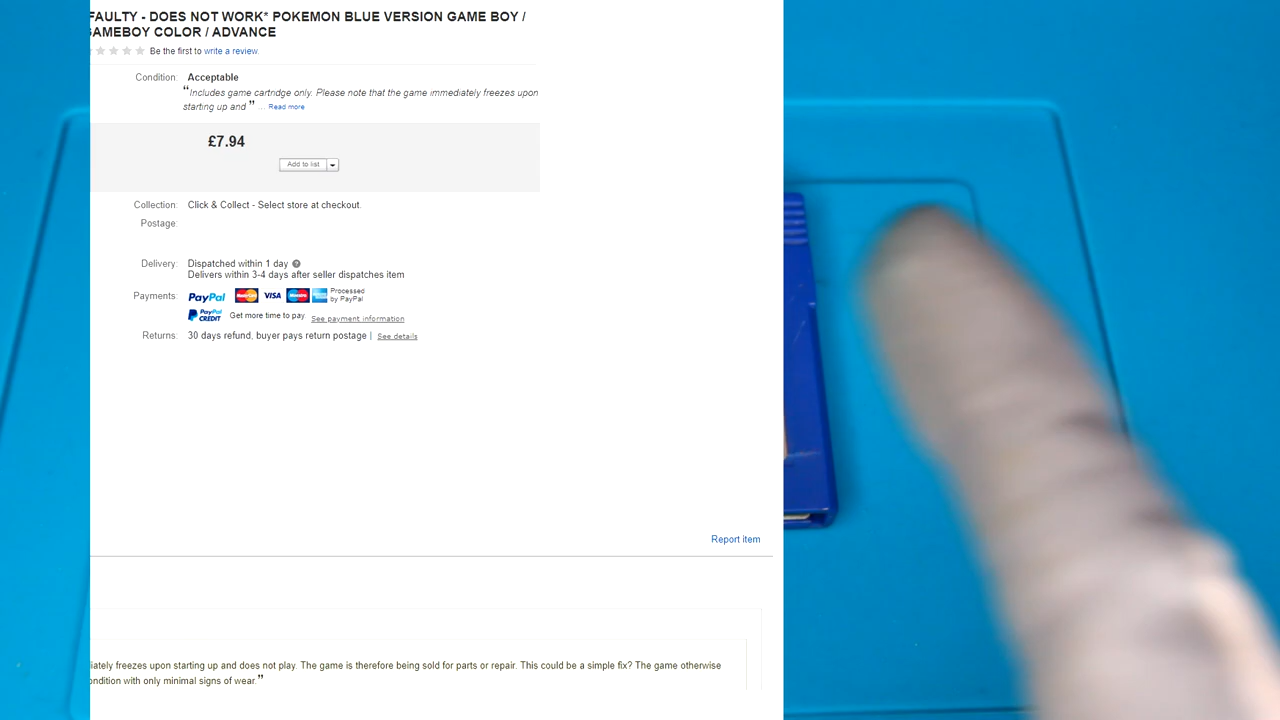 FAULTY - DOES NOT WORK* POKEMON BLUE VERSION GAME BOY /
GAMEBOY COLOR / ADVANCE
Be the first to write a review.
Condition: Acceptable
“Includes game cartridge only. Please note that the game immediately freezes upon
starting up and ” ... Read more
£7.94
Add to list
Collection: Click & Collect - Select store at checkout.
Postage:
Delivery: Dispatched within 1 day
Delivers within 3-4 days after seller dispatches item
Payments: PayPal MasterCard VISA Maestro Processed
by PayPal
PayPal CREDIT Get more time to pay. See payment information
Returns: 30 days refund, buyer pays return postage | See details
Report item
iately freezes upon starting up and does not play. The game is therefore being sold for parts or repair. This could be a simple fix? The game otherwise
ondition with only minimal signs of wear.”